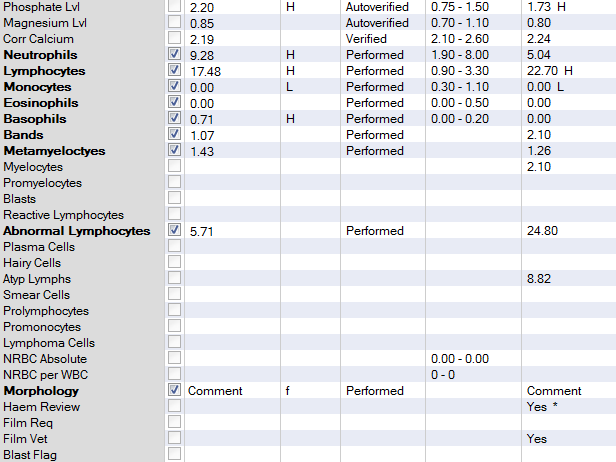 Phosphate Lvl 2.20 H Autoverified 0.75 - 1.50 1.73 H
Magnesium Lvl 0.85 Autoverified 0.70 - 1.10 0.80
Corr Calcium 2.19 Verified 2.10 - 2.60 2.24
Neutrophils 9.28 H Performed 1.90 - 8.00 5.04
Lymphocytes 17.48 H Performed 0.90 - 3.30 22.70 H
Monocytes 0.00 L Performed 0.30 - 1.10 0.00 L
Eosinophils 0.00 Performed 0.00 - 0.50 0.00
Basophils 0.71 H Performed 0.00 - 0.20 0.00
Bands 1.07 Performed 2.10
Metamyeloctyes 1.43 Performed 1.26
Myelocytes 2.10
Promyelocytes
Blasts
Reactive Lymphocytes
Abnormal Lymphocytes 5.71 Performed 24.80
Plasma Cells
Hairy Cells
Atyp Lymphs 8.82
Smear Cells
Prolymphocytes
Promonocytes
Lymphoma Cells
NRBC Absolute 0.00 - 0.00
NRBC per WBC 0 - 0
Morphology Comment f Performed Comment
Haem Review Yes *
Film Req
Film Vet Yes
Blast Flag